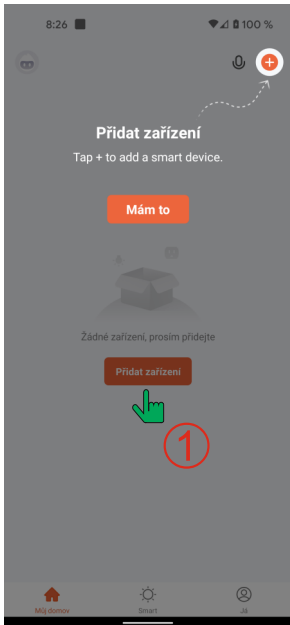 8:26
100 %
Přidat zařízení
Tap + to add a smart device.
Mám to
Žádné zařízení, prosím přidejte
Přidat zařízení
1
Můj domov
Smart
Já